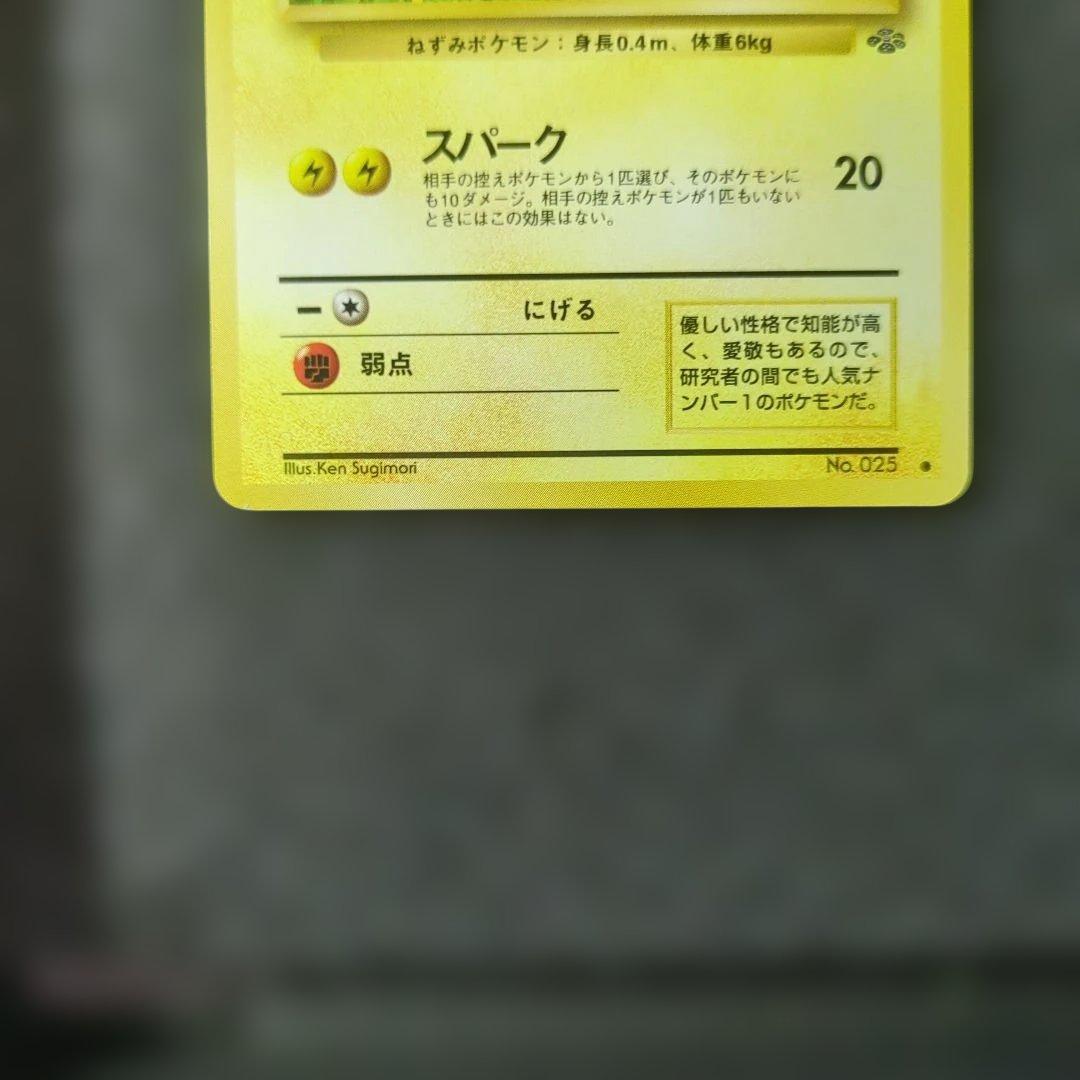 ねずみポケモン：身長0.4m、体重6kg
スパーク
20
相手の控えポケモンから1匹選び、そのポケモンに
も10ダメージ。相手の控えポケモンが1匹もいない
ときにはこの効果はない。
にげる
弱点
優しい性格で知能が高
く、愛敬もあるので、
研究者の間でも人気ナ
ンバー1のポケモンだ。
Illus.Ken Sugimori
No. 025